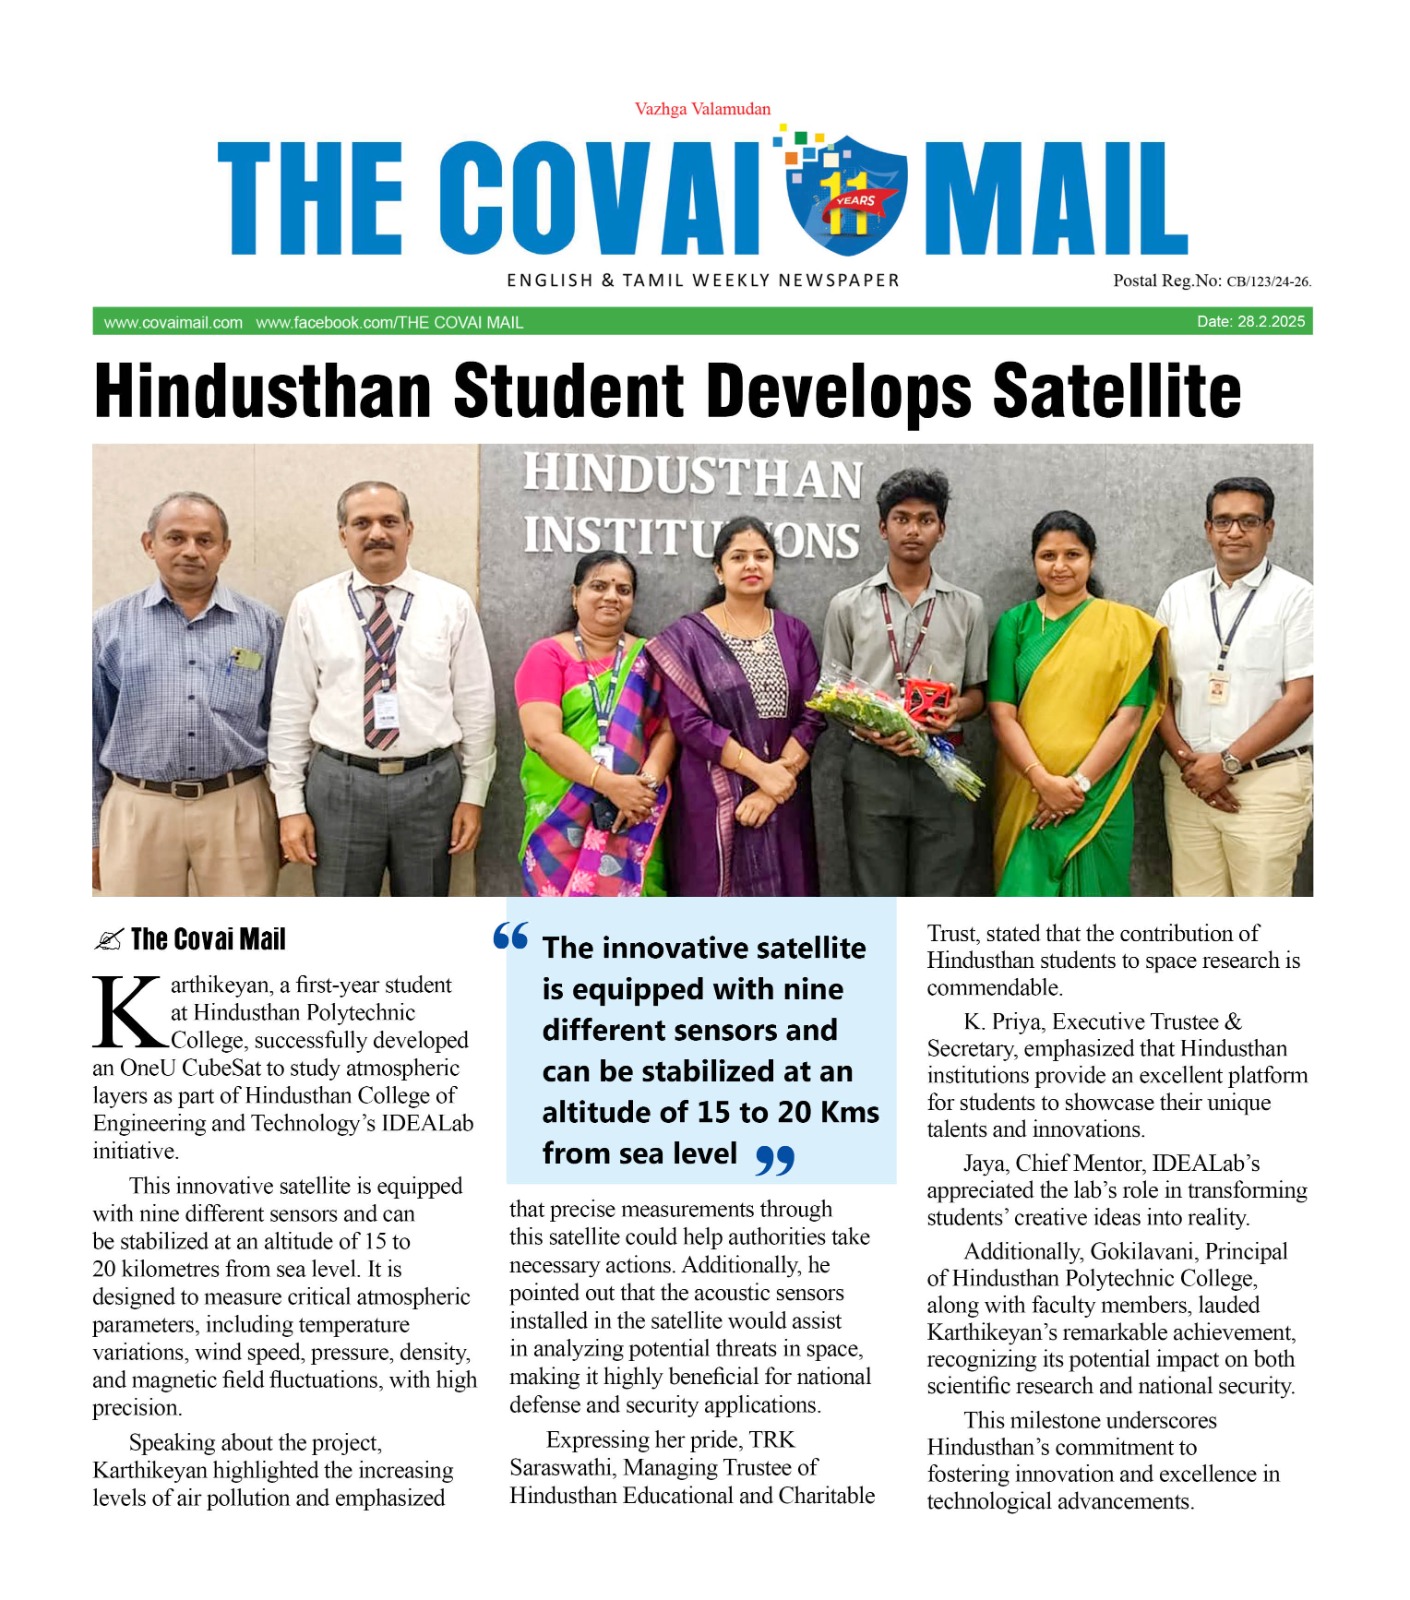 Vazhga Valamudan
THE COVAI MAIL
11
YEARS
ENGLISH & TAMIL WEEKLY NEWSPAPER
Postal Reg.No: CB/123/24-26.
www.covaimail.com www.facebook.com/THE COVAI MAIL
Date: 28.2.2025
Hindusthan Student Develops Satellite
HINDUSTHAN
The Covai Mail
Karthikeyan, a first-year student
at Hindusthan Polytechnic
College, successfully developed
an OneU CubeSat to study atmospheric
layers as part of Hindusthan College of
Engineering and Technology’s IDEALab
initiative.
This innovative satellite is equipped
with nine different sensors and can
be stabilized at an altitude of 15 to
20 kilometres from sea level. It is
designed to measure critical atmospheric
parameters, including temperature
variations, wind speed, pressure, density,
and magnetic field fluctuations, with high
precision.
Speaking about the project,
Karthikeyan highlighted the increasing
levels of air pollution and emphasized
“ The innovative satellite
is equipped with nine
different sensors and
can be stabilized at an
altitude of 15 to 20 Kms
from sea level ”
that precise measurements through
this satellite could help authorities take
necessary actions. Additionally, he
pointed out that the acoustic sensors
installed in the satellite would assist
in analyzing potential threats in space,
making it highly beneficial for national
defense and security applications.
Expressing her pride, TRK
Saraswathi, Managing Trustee of
Hindusthan Educational and Charitable
Trust, stated that the contribution of
Hindusthan students to space research is
commendable.
K. Priya, Executive Trustee &
Secretary, emphasized that Hindusthan
institutions provide an excellent platform
for students to showcase their unique
talents and innovations.
Jaya, Chief Mentor, IDEALab’s
appreciated the lab’s role in transforming
students’ creative ideas into reality.
Additionally, Gokilavani, Principal
of Hindusthan Polytechnic College,
along with faculty members, lauded
Karthikeyan’s remarkable achievement,
recognizing its potential impact on both
scientific research and national security.
This milestone underscores
Hindusthan’s commitment to
fostering innovation and excellence in
technological advancements.